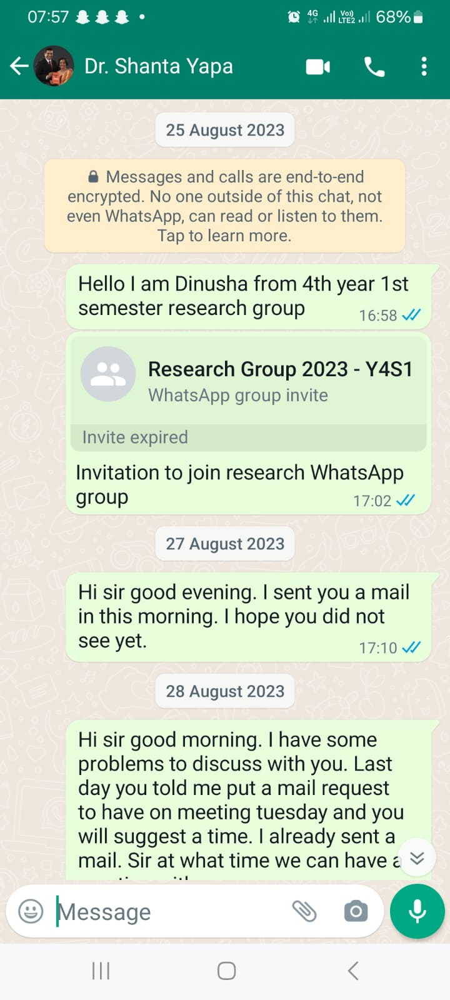 07:57
4G Vo)) LTE2 68%
Dr. Shanta Yapa
25 August 2023
Messages and calls are end-to-end
encrypted. No one outside of this chat, not
even WhatsApp, can read or listen to them.
Tap to learn more.
Hello I am Dinusha from 4th year 1st
semester research group
16:58
Research Group 2023 - Y4S1
WhatsApp group invite
Invite expired
Invitation to join research WhatsApp
group
17:02
27 August 2023
Hi sir good evening. I sent you a mail
in this morning. I hope you did not
see yet.
17:10
28 August 2023
Hi sir good morning. I have some
problems to discuss with you. Last
day you told me put a mail request
to have on meeting tuesday and you
will suggest a time. I already sent a
mail. Sir at what time we can have a
Message